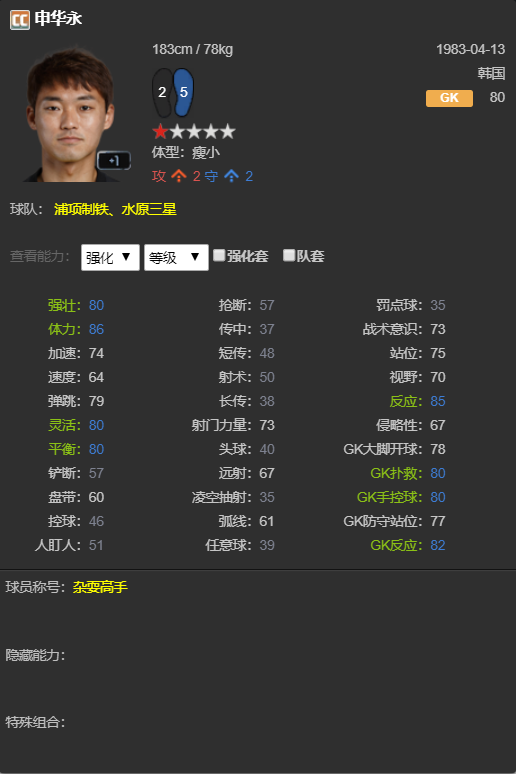 CC 申华永
183cm / 78kg 1983-04-13
韩国
GK 80
2 5
+1
体型：瘦小
攻 2 守 2
球队： 浦项制铁、水原三星
查看能力： 强化 ▼ 等级 ▼ 强化套 队套
强壮：80 抢断：57 罚点球：35
体力：86 传中：37 战术意识：73
加速：74 短传：48 站位：75
速度：64 射术：50 视野：70
弹跳：79 长传：38 反应：85
灵活：80 射门力量：73 侵略性：67
平衡：80 头球：40 GK大脚开球：78
铲断：57 远射：67 GK扑救：80
盘带：60 凌空抽射：35 GK手控球：80
控球：46 弧线：61 GK防守站位：77
人盯人：51 任意球：39 GK反应：82
球员称号：杂耍高手
隐藏能力：
特殊组合：